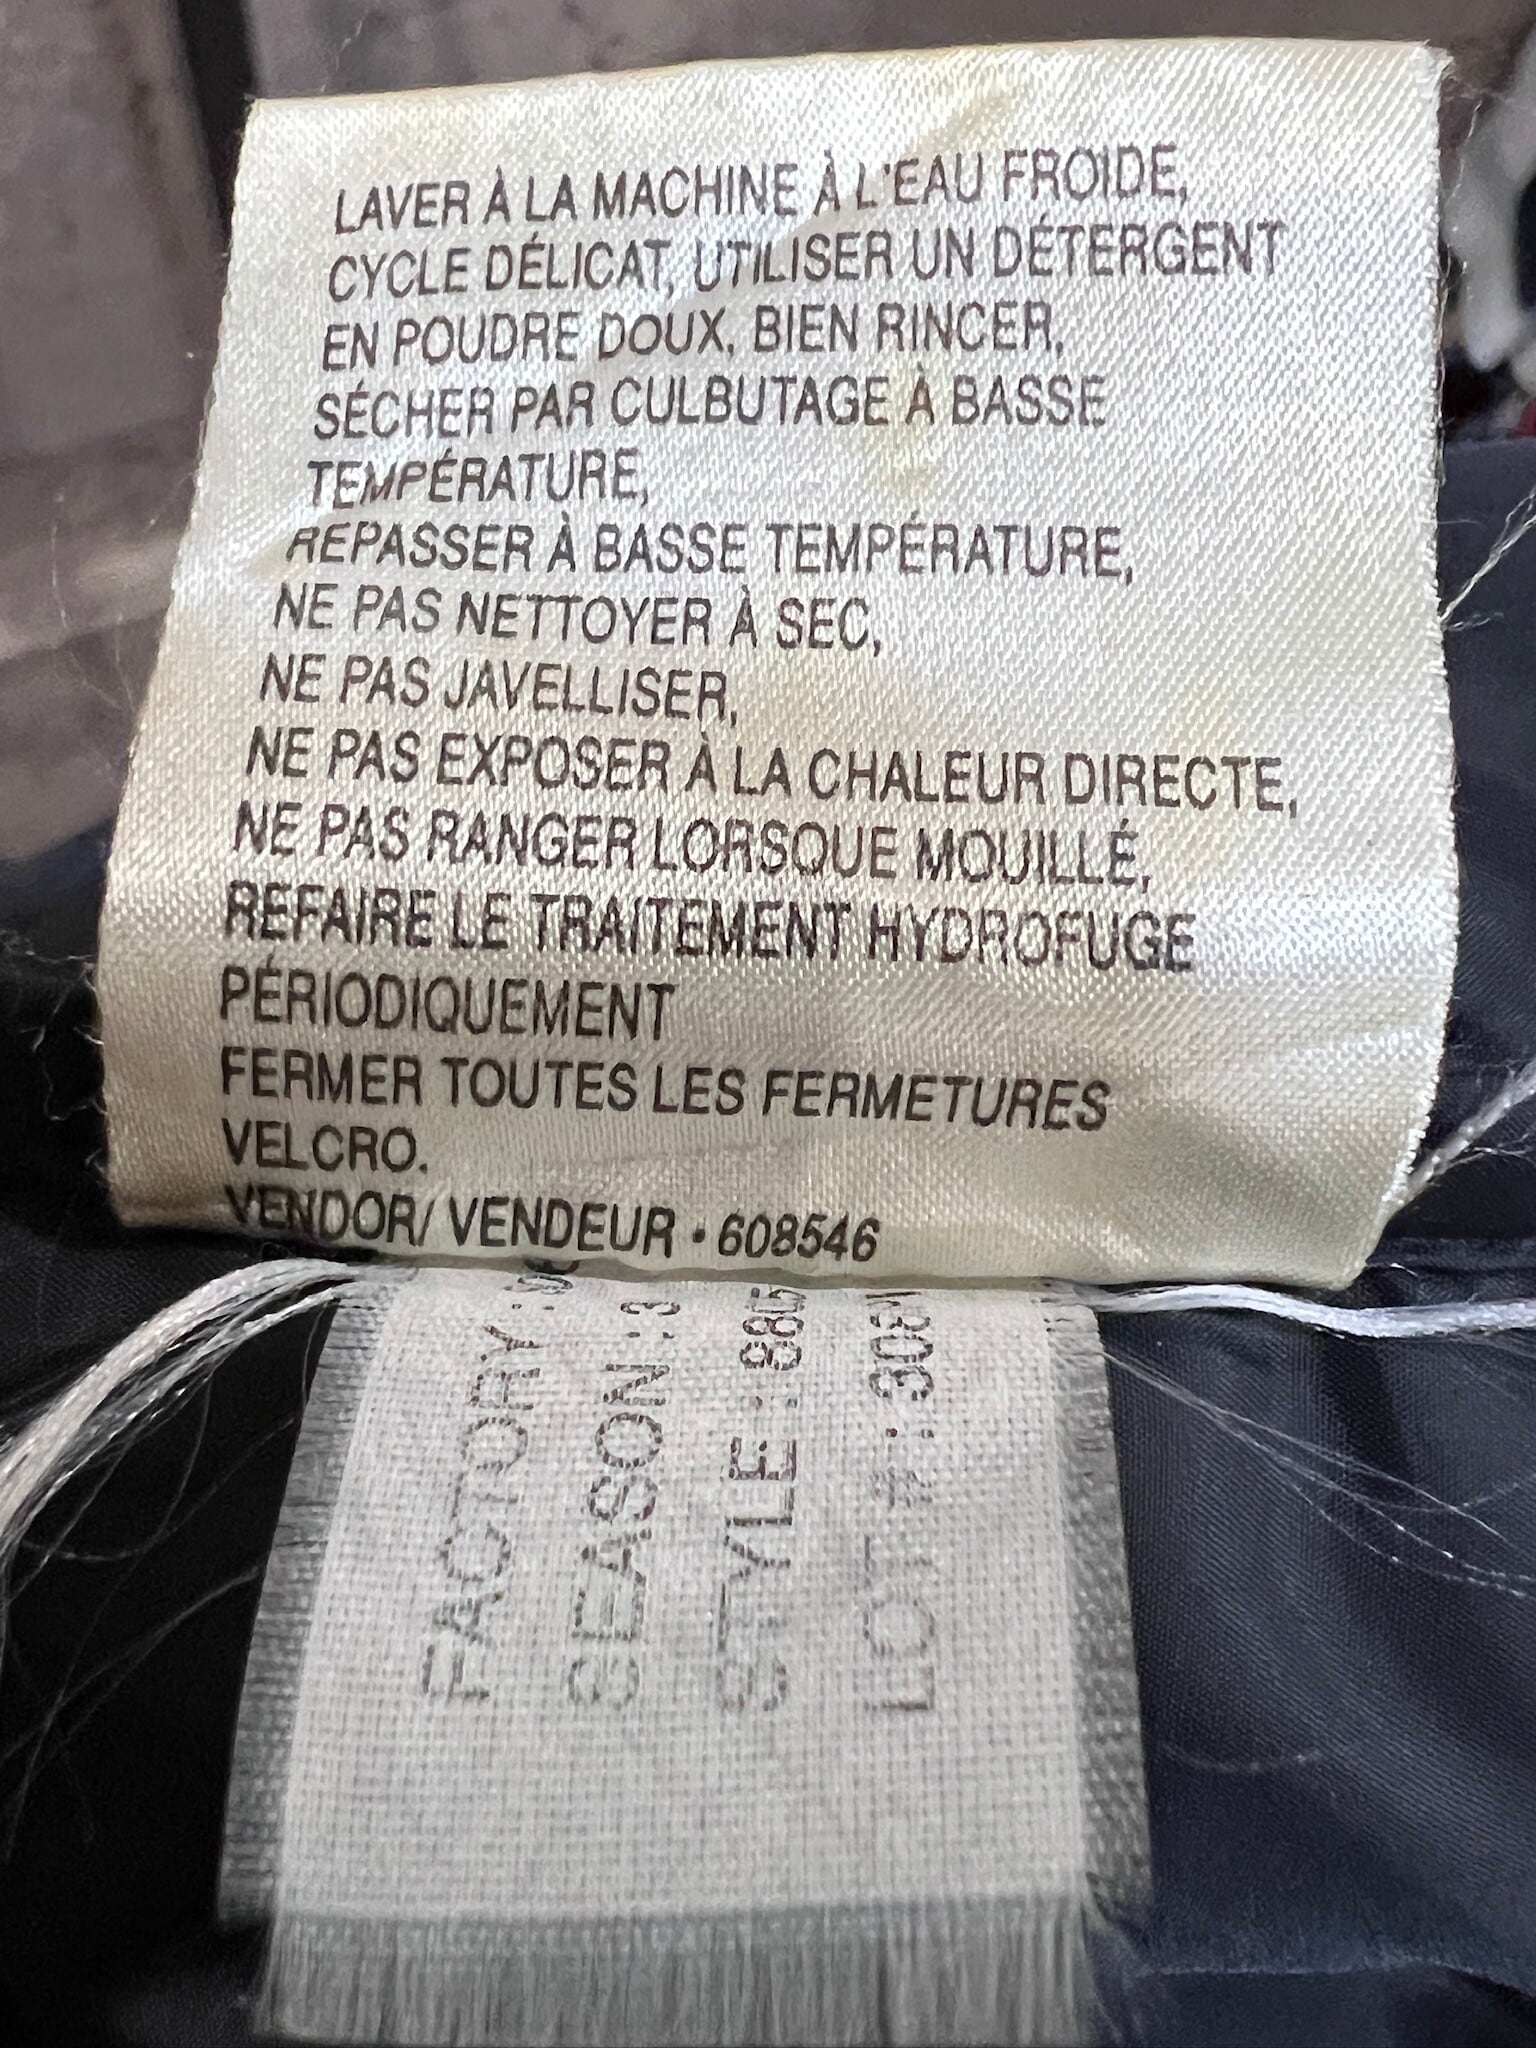 LAVER À LA MACHINE À L'EAU FROIDE,
CYCLE DÉLICAT, UTILISER UN DÉTERGENT
EN POUDRE DOUX, BIEN RINCER,
SÉCHER PAR CULBUTAGE À BASSE
TEMPÉRATURE,
REPASSER À BASSE TEMPÉRATURE,
NE PAS NETTOYER À SEC,
NE PAS JAVELLISER,
NE PAS EXPOSER À LA CHALEUR DIRECTE,
NE PAS RANGER LORSQUE MOUILLÉ,
REFAIRE LE TRAITEMENT HYDROFUGE
PÉRIODIQUEMENT
FERMER TOUTES LES FERMETURES
VELCRO.
VENDOR/ VENDEUR • 608546
FACTORY :
SEASON : 3
STYLE :
LOT # :